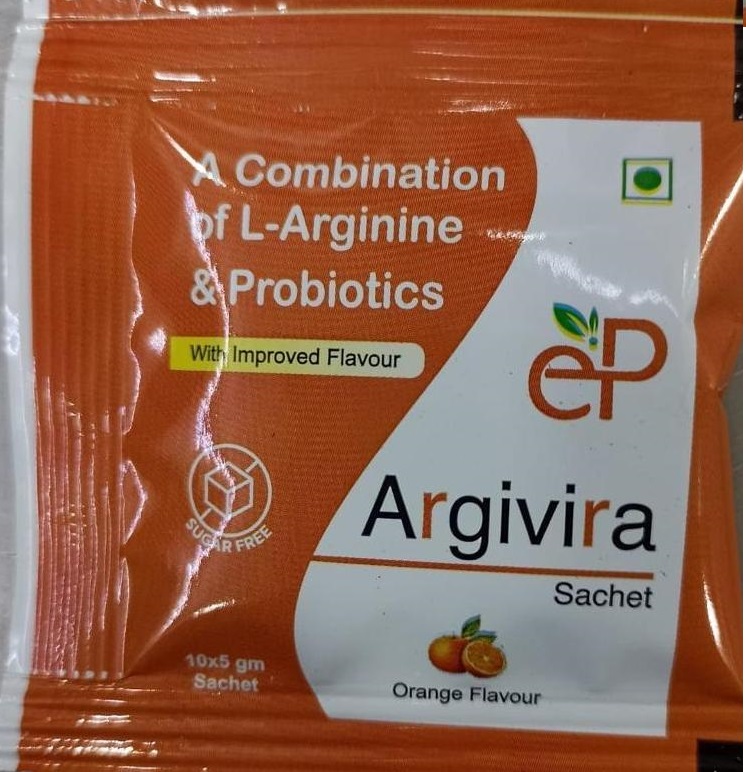 A Combination
of L-Arginine
& Probiotics
With Improved Flavour
eP
SUGAR FREE
Argivira
Sachet
10x5 gm
Sachet
Orange Flavour